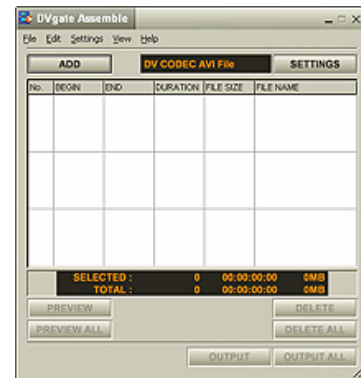 DVgate Assemble
File Edit Settings View Help
ADD DV CODEC AVI File SETTINGS
No. BEGIN END DURATION FILE SIZE FILE NAME
SELECTED : 0 00:00:00:00 0MB
TOTAL : 0 00:00:00:00 0MB
PREVIEW DELETE
PREVIEW ALL DELETE ALL
OUTPUT OUTPUT ALL